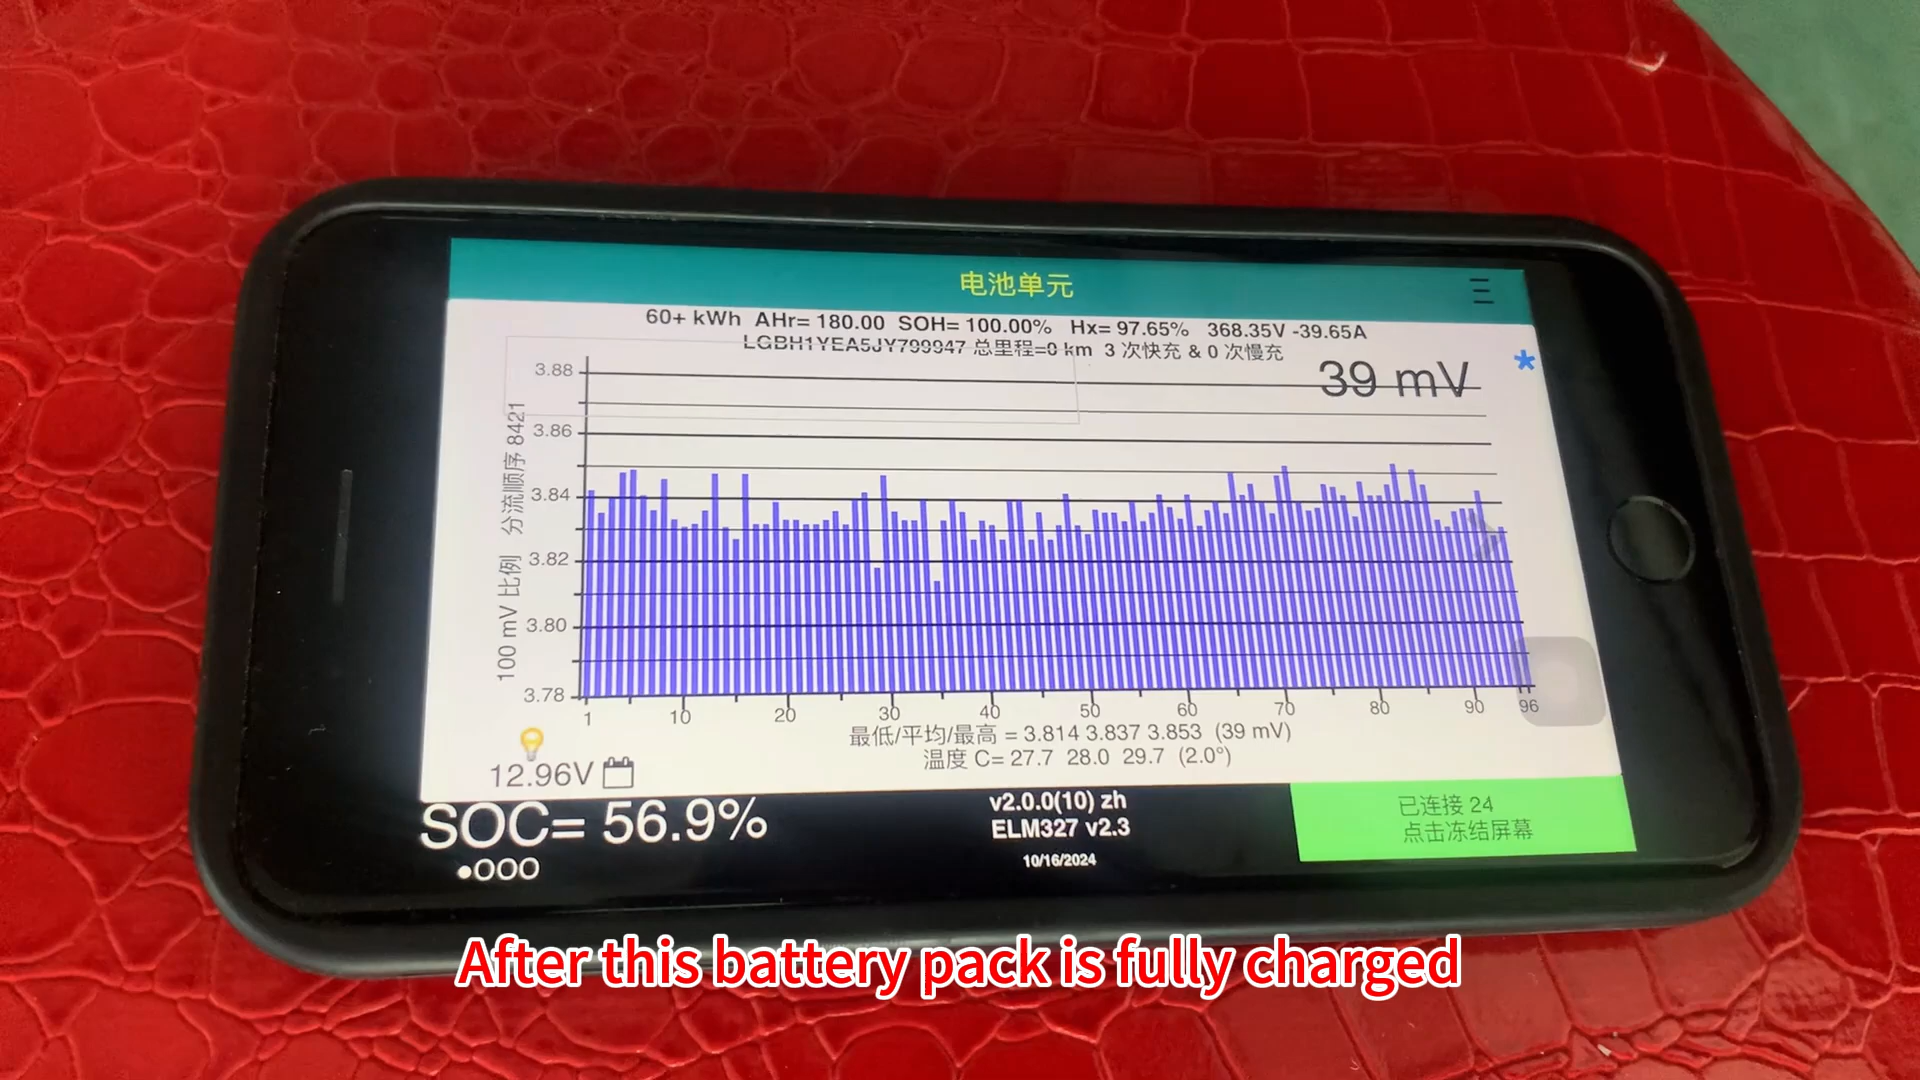 电池单元
60+ kWh AHr= 180.00 SOH= 100.00% Hx= 97.65% 368.35V -39.65A
LGBH1YEA5JY799947 总里程=0 km 3 次快充 & 0 次慢充
39 mV
*
3.88
3.86
3.84
3.82
3.80
3.78
100 mV 比例 分流顺序 8421
1 10 20 30 40 50 60 70 80 90 96
最低/平均/最高 = 3.814 3.837 3.853 (39 mV)
温度 C= 27.7 28.0 29.7 (2.0°)
12.96V
SOC= 56.9%
v2.0.0(10) zh
ELM327 v2.3
10/16/2024
已连接 24
点击冻结屏幕
After this battery pack is fully charged